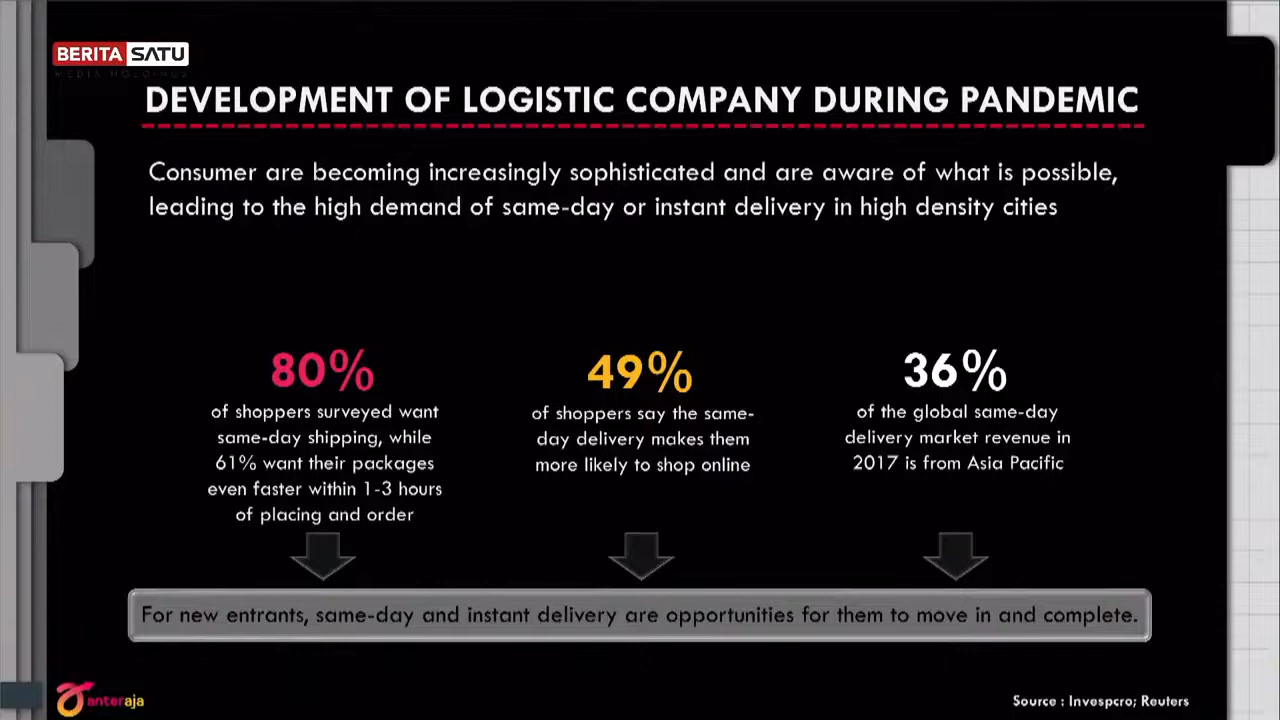 BERITA SATU
MEDIA HOLDINGS
DEVELOPMENT OF LOGISTIC COMPANY DURING PANDEMIC
Consumer are becoming increasingly sophisticated and are aware of what is possible,
leading to the high demand of same-day or instant delivery in high density cities
80%
of shoppers surveyed want
same-day shipping, while
61% want their packages
even faster within 1-3 hours
of placing and order
49%
of shoppers say the same-
day delivery makes them
more likely to shop online
36%
of the global same-day
delivery market revenue in
2017 is from Asia Pacific
For new entrants, same-day and instant delivery are opportunities for them to move in and complete.
anteraja
Source : Invespcro; Reuters